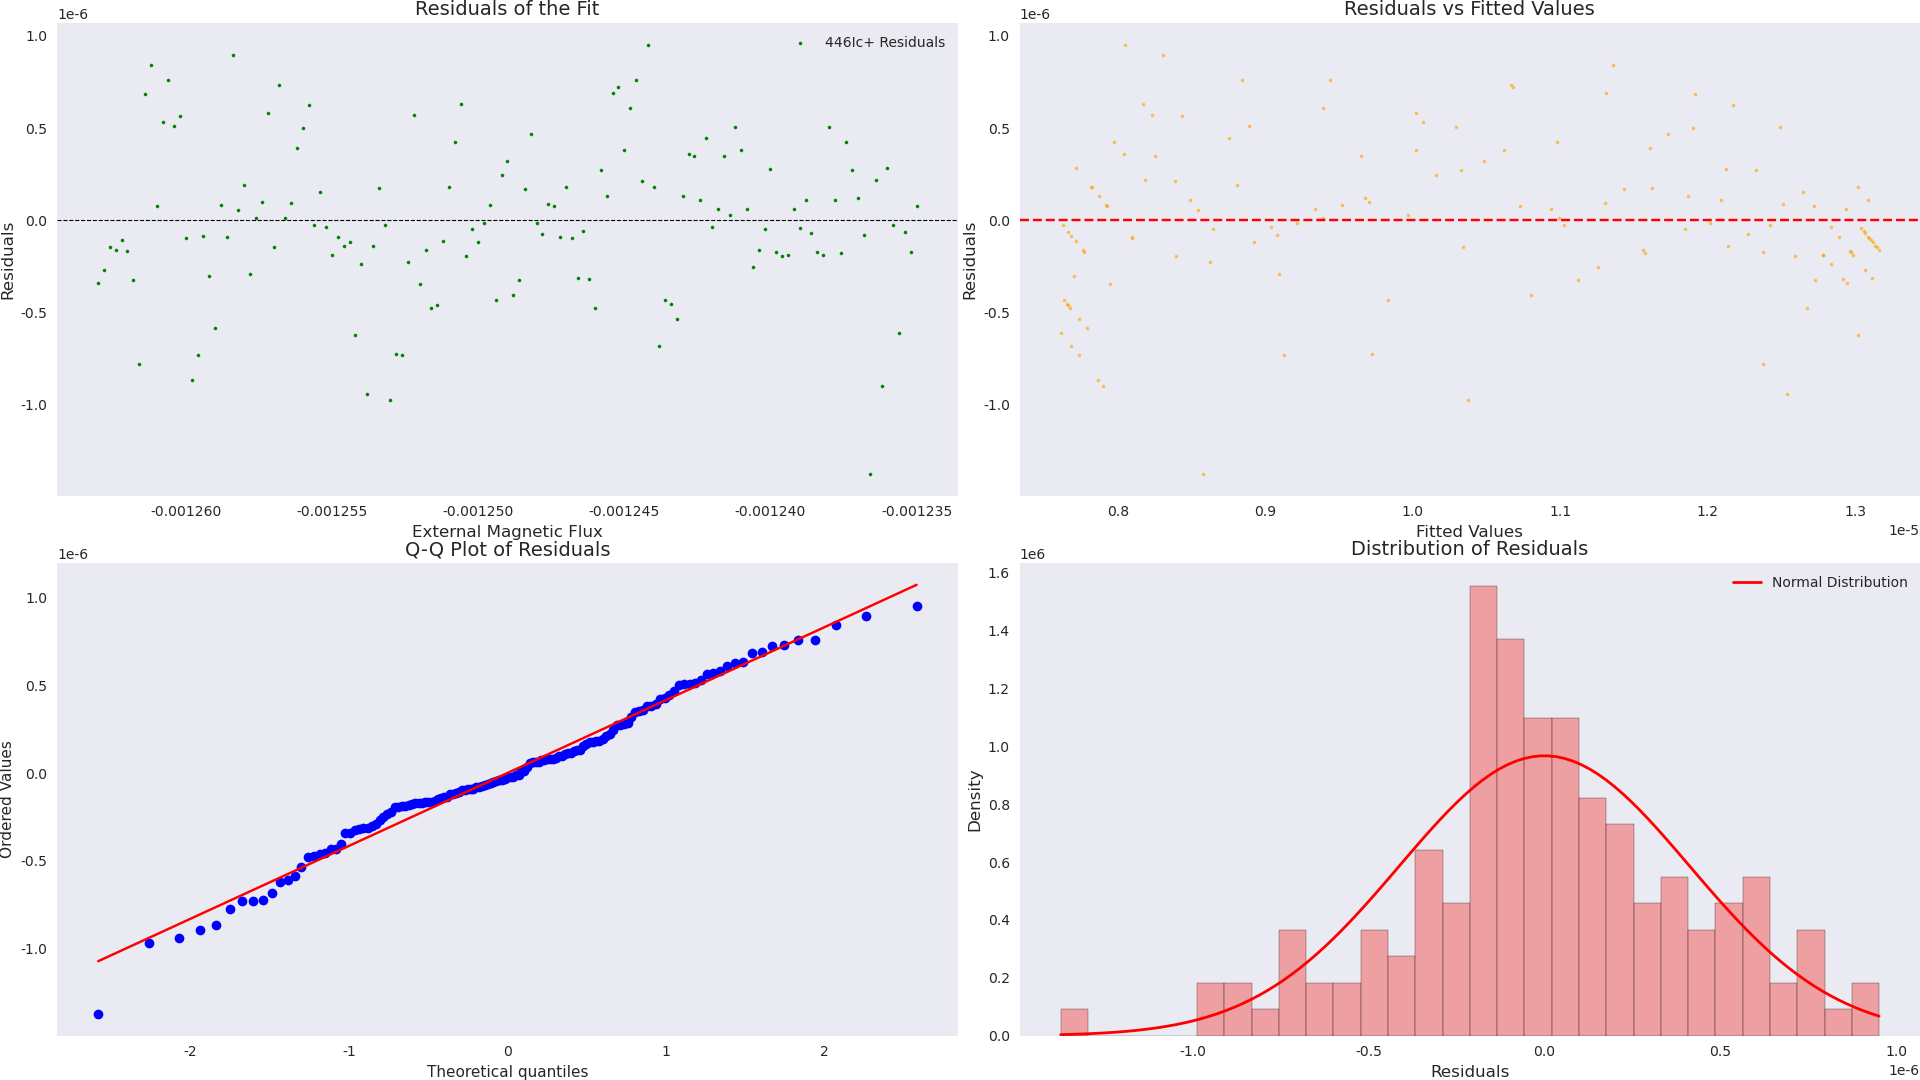 Residuals of the Fit
1e-6
446Ic+ Residuals
1.0
0.5
0.0
-0.5
-1.0
Residuals
-0.001260
-0.001255
-0.001250
-0.001245
-0.001240
-0.001235
External Magnetic Flux
Residuals vs Fitted Values
1e-6
1.0
0.5
0.0
-0.5
-1.0
Residuals
0.8
0.9
1.0
1.1
1.2
1.3
1e-5
Fitted Values
Q-Q Plot of Residuals
1e-6
1.0
0.5
0.0
-0.5
-1.0
Ordered Values
-2
-1
0
1
2
Theoretical quantiles
Distribution of Residuals
1e6
Normal Distribution
1.6
1.4
1.2
1.0
0.8
0.6
0.4
0.2
0.0
Density
-1.0
-0.5
0.0
0.5
1.0
1e-6
Residuals